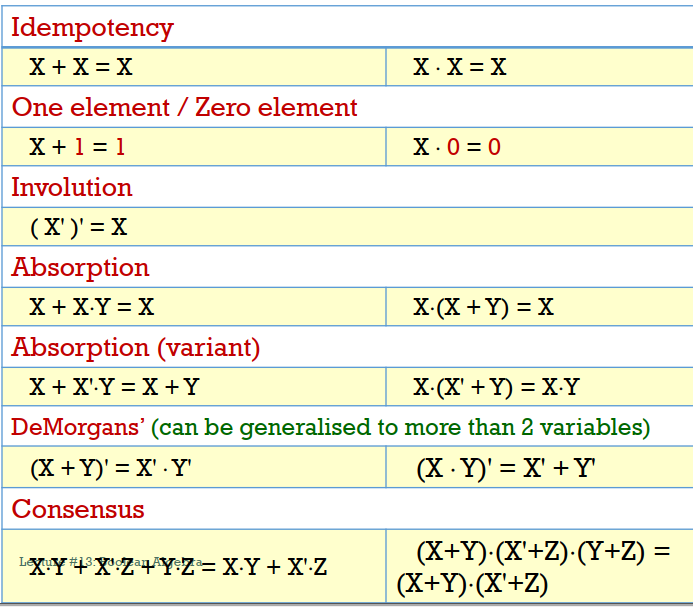 Idempotency
X + X = X
X · X = X
One element / Zero element
X + 1 = 1
X · 0 = 0
Involution
( X' )' = X
Absorption
X + X·Y = X
X·(X + Y) = X
Absorption (variant)
X + X'·Y = X + Y
X·(X' + Y) = X·Y
DeMorgans’ (can be generalised to more than 2 variables)
(X + Y)' = X' · Y'
(X · Y)' = X' + Y'
Consensus
Lecture #13: Boolean Algebra
X·Y + X'·Z + Y·Z = X·Y + X'·Z
(X+Y)·(X'+Z)·(Y+Z) =
(X+Y)·(X'+Z)